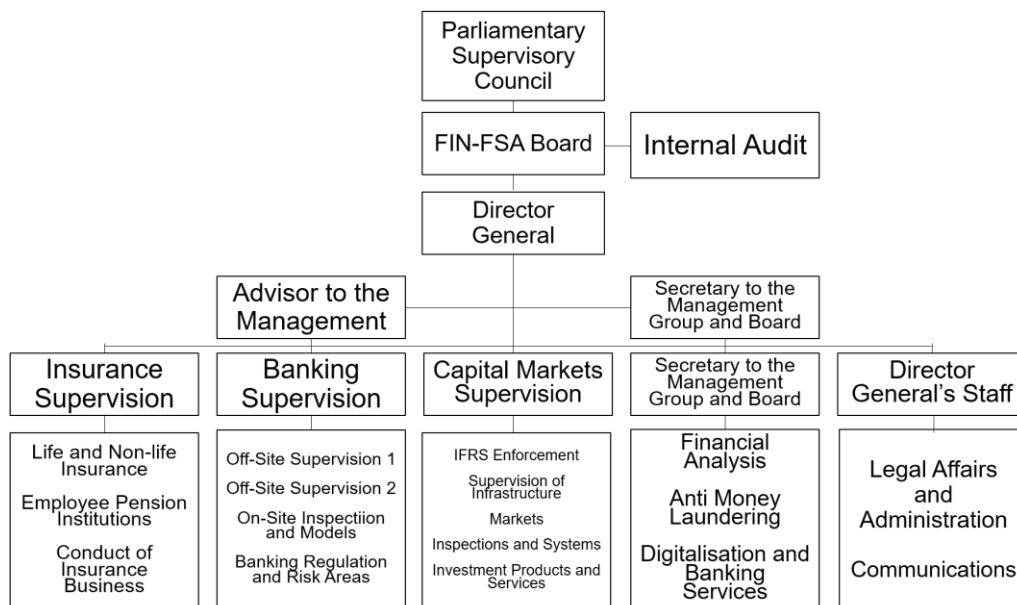 Parliamentary
Supervisory
Council
FIN-FSA Board
Internal Audit
Director
General
Advisor to the
Management
Secretary to the
Management
Group and Board
Insurance
Supervision
Banking
Supervision
Capital Markets
Supervision
Secretary to the
Management
Group and Board
Director
General’s Staff
Life and Non-life
Insurance
Employee Pension
Institutions
Conduct of
Insurance
Business
Off-Site Supervision 1
Off-Site Supervision 2
On-Site Inspectiion
and Models
Banking Regulation
and Risk Areas
IFRS Enforcement
Supervision of
Infrastructure
Markets
Inspections and Systems
Investment Products and
Services
Financial
Analysis
Anti Money
Laundering
Digitalisation and
Banking
Services
Legal Affairs
and
Administration
Communications